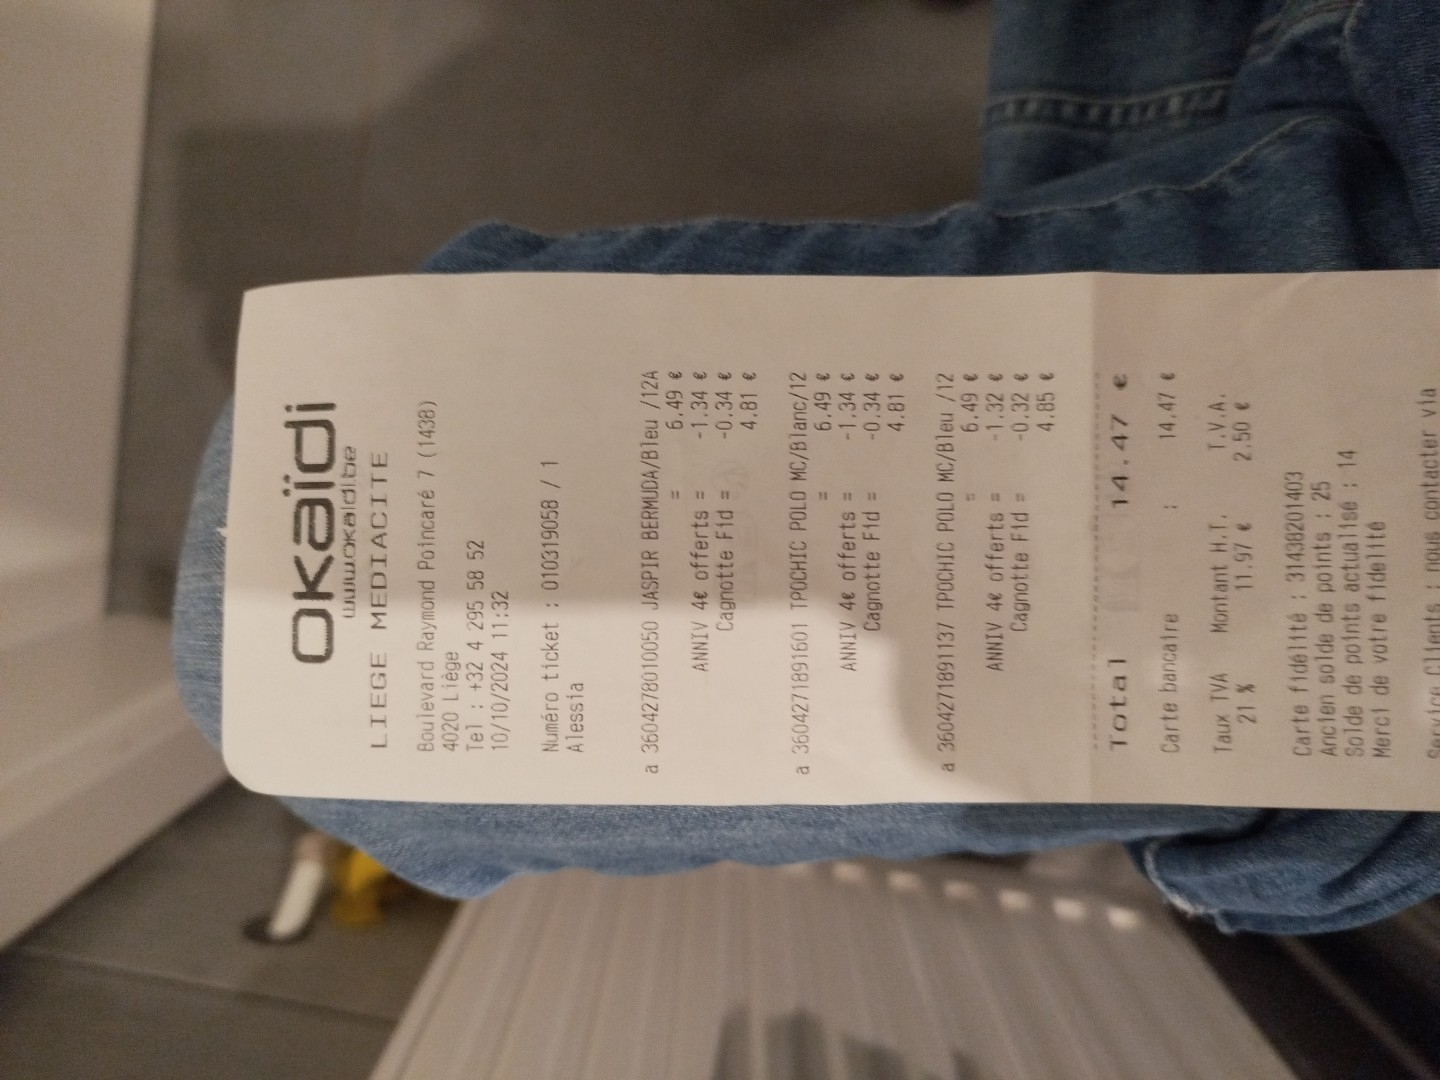 OKaïdi
www.okaidi.be
LIEGE MEDIACITE
Boulevard Raymond Poincaré 7 (1438)
4020 Liège
Tel : +32 4 295 58 52
10/10/2024 11:32
Numéro ticket : 010319058 / 1
Alessia
a 3604278010050 JASPIR BERMUDA/Bleu /12A
= 6.49 €
ANNIV 4€ offerts = -1.34 €
Cagnotte Fid = -0.34 €
4.81 €
a 3604271891601 TPOCHIC POLO MC/Blanc/12
= 6.49 €
ANNIV 4€ offerts = -1.34 €
Cagnotte Fid = -0.34 €
4.81 €
a 3604271891137 TPOCHIC POLO MC/Bleu /12
= 6.49 €
ANNIV 4€ offerts = -1.32 €
Cagnotte Fid = -0.32 €
4.85 €
Total 14.47 €
Carte bancaire : 14.47 €
Taux TVA Montant H.T. T.V.A.
21 % 11.97 € 2.50 €
Carte fidélité : 31438201403
Ancien solde de points : 25
Solde de points actualisé : 14
Merci de votre fidelité
Service Clients : nous contacter via